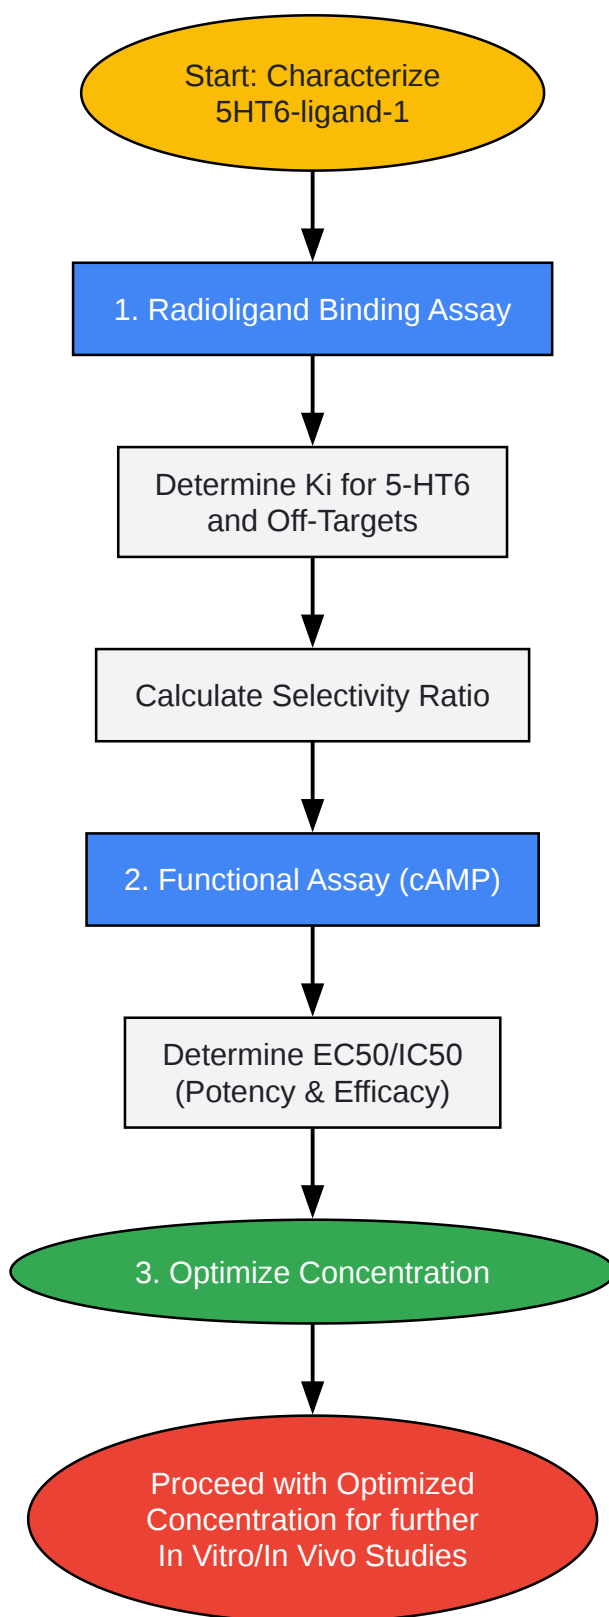 Start: Characterize
5HT6-ligand-1
1. Radioligand Binding Assay
Determine Ki for 5-HT6
and Off-Targets
Calculate Selectivity Ratio
2. Functional Assay (cAMP)
Determine EC50/IC50
(Potency & Efficacy)
3. Optimize Concentration
Proceed with Optimized
Concentration for further
In Vitro/In Vivo Studies